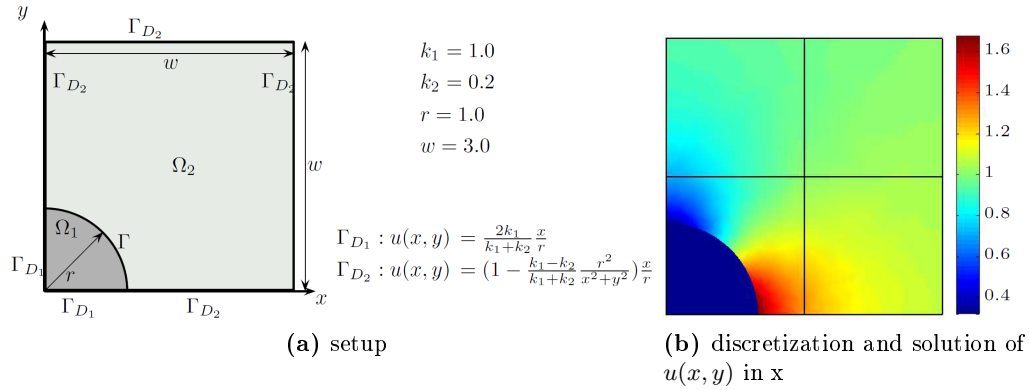 y
Γ_{D_2}
w
Γ_{D_2}
Γ_{D_2}
Ω_2
w
Ω_1
Γ
Γ_{D_1}
r
x
Γ_{D_1}
Γ_{D_2}
k_1 = 1.0
k_2 = 0.2
r = 1.0
w = 3.0
Γ_{D_1} : u(x, y) = \frac{2k_1}{k_1+k_2} \frac{x}{r}
Γ_{D_2} : u(x, y) = (1 − \frac{k_1−k_2}{k_1+k_2} \frac{r^2}{x^2+y^2}) \frac{x}{r}
(a) setup
1.6
1.4
1.2
1
0.8
0.6
0.4
(b) discretization and solution of
u(x, y) in x